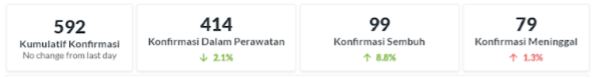 592
Kumulatif Konfirmasi
No change from last day
414
Konfirmasi Dalam Perawatan
↓ 2.1%
99
Konfirmasi Sembuh
↑ 8.8%
79
Konfirmasi Meninggal
↑ 1.3%